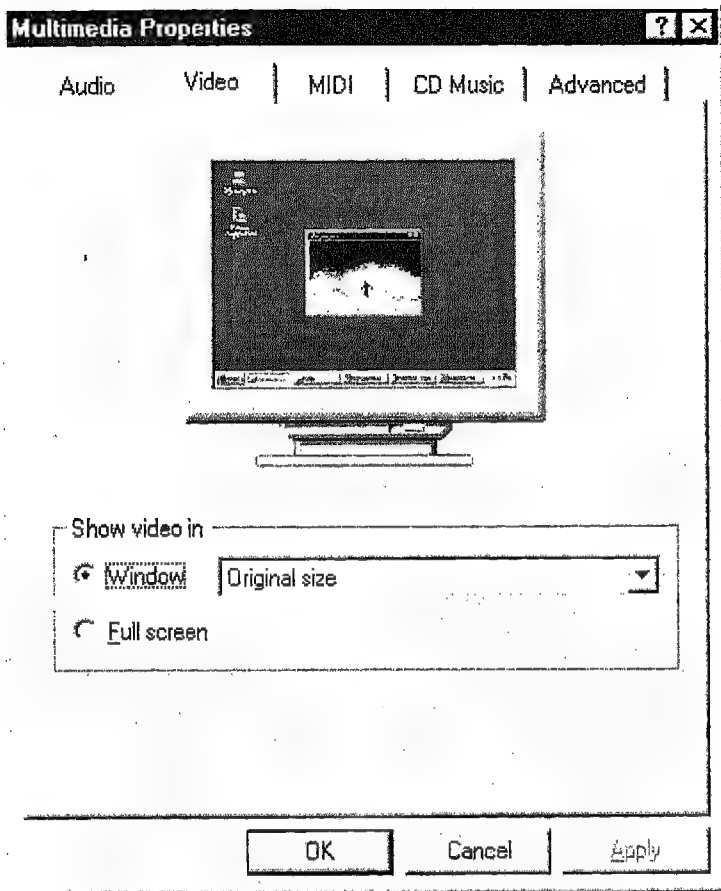 Multimedia Properties
Audio Video MIDI CD Music Advanced
Show video in
Window Original size
Full screen
OK Cancel Apply